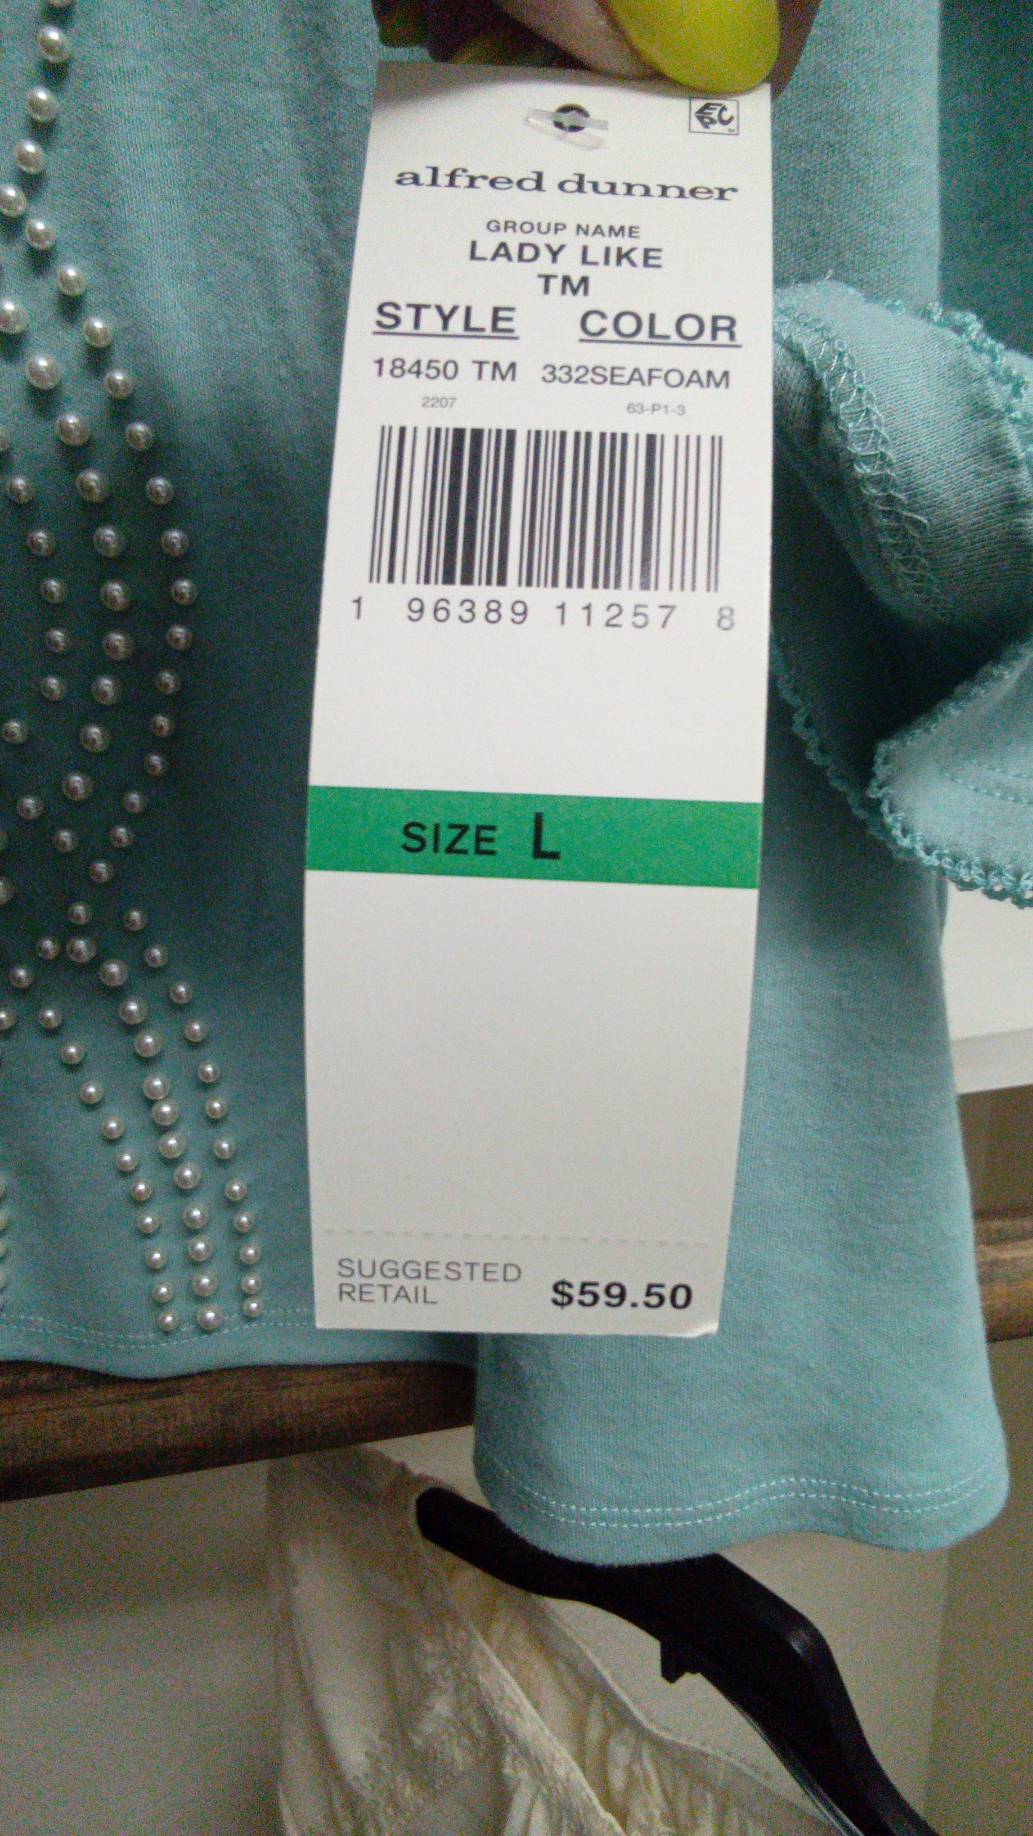 EPC
alfred dunner
GROUP NAME
LADY LIKE
TM
STYLE COLOR
18450 TM 332SEAFOAM
2207 63-P1-3
1 96389 11257 8
SIZE L
SUGGESTED
RETAIL $59.50